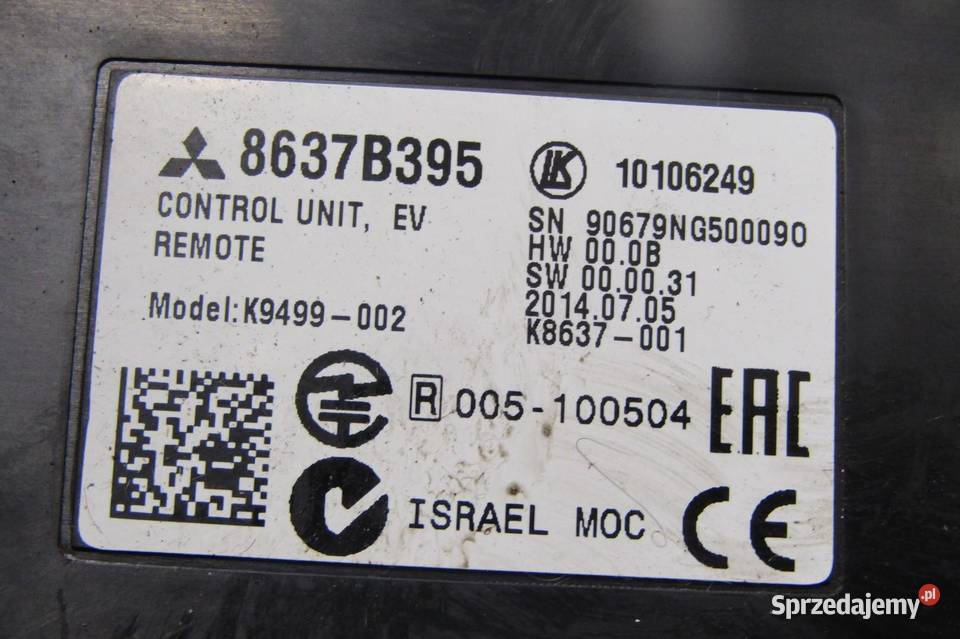 8637B395
CONTROL UNIT, EV
REMOTE
Model:K9499-002
LK 10106249
SN 90679NG500090
HW 00.0B
SW 00.00.31
2014.07.05
K8637-001
R 005-100504
EAC
ISRAEL MOC CE
Sprzedajemy.pl